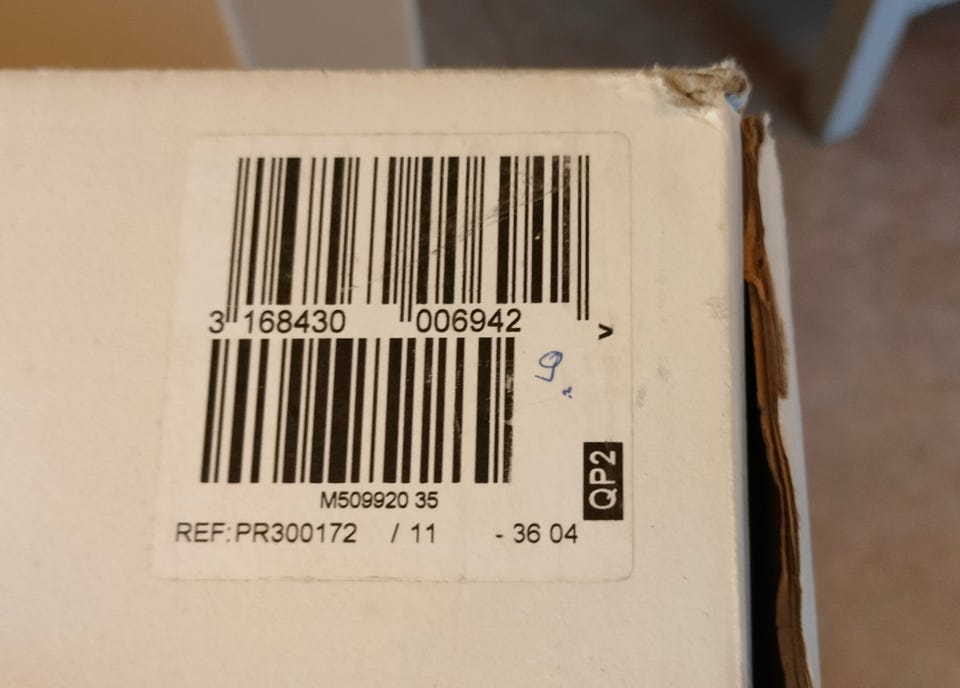 3 168430 006942 >
9
M509920 35
QP2
REF:PR300172 / 11 - 36 04